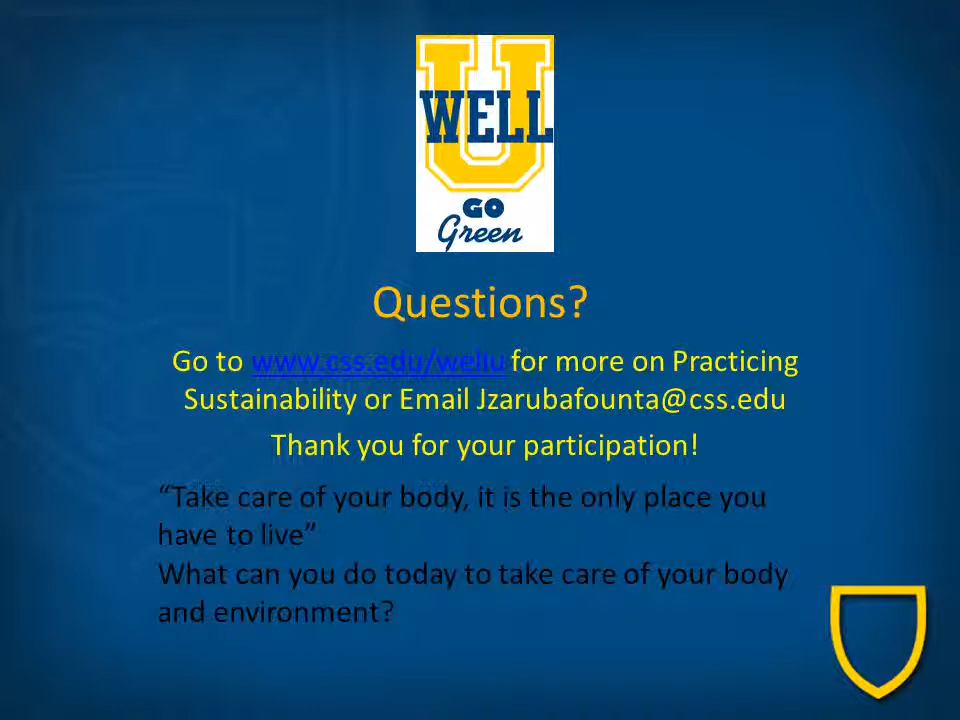 U
WELL
GO
Green
Questions?
Go to www.css.edu/wellu for more on Practicing
Sustainability or Email Jzarubafounta@css.edu
Thank you for your participation!
“Take care of your body, it is the only place you
have to live”
What can you do today to take care of your body
and environment?